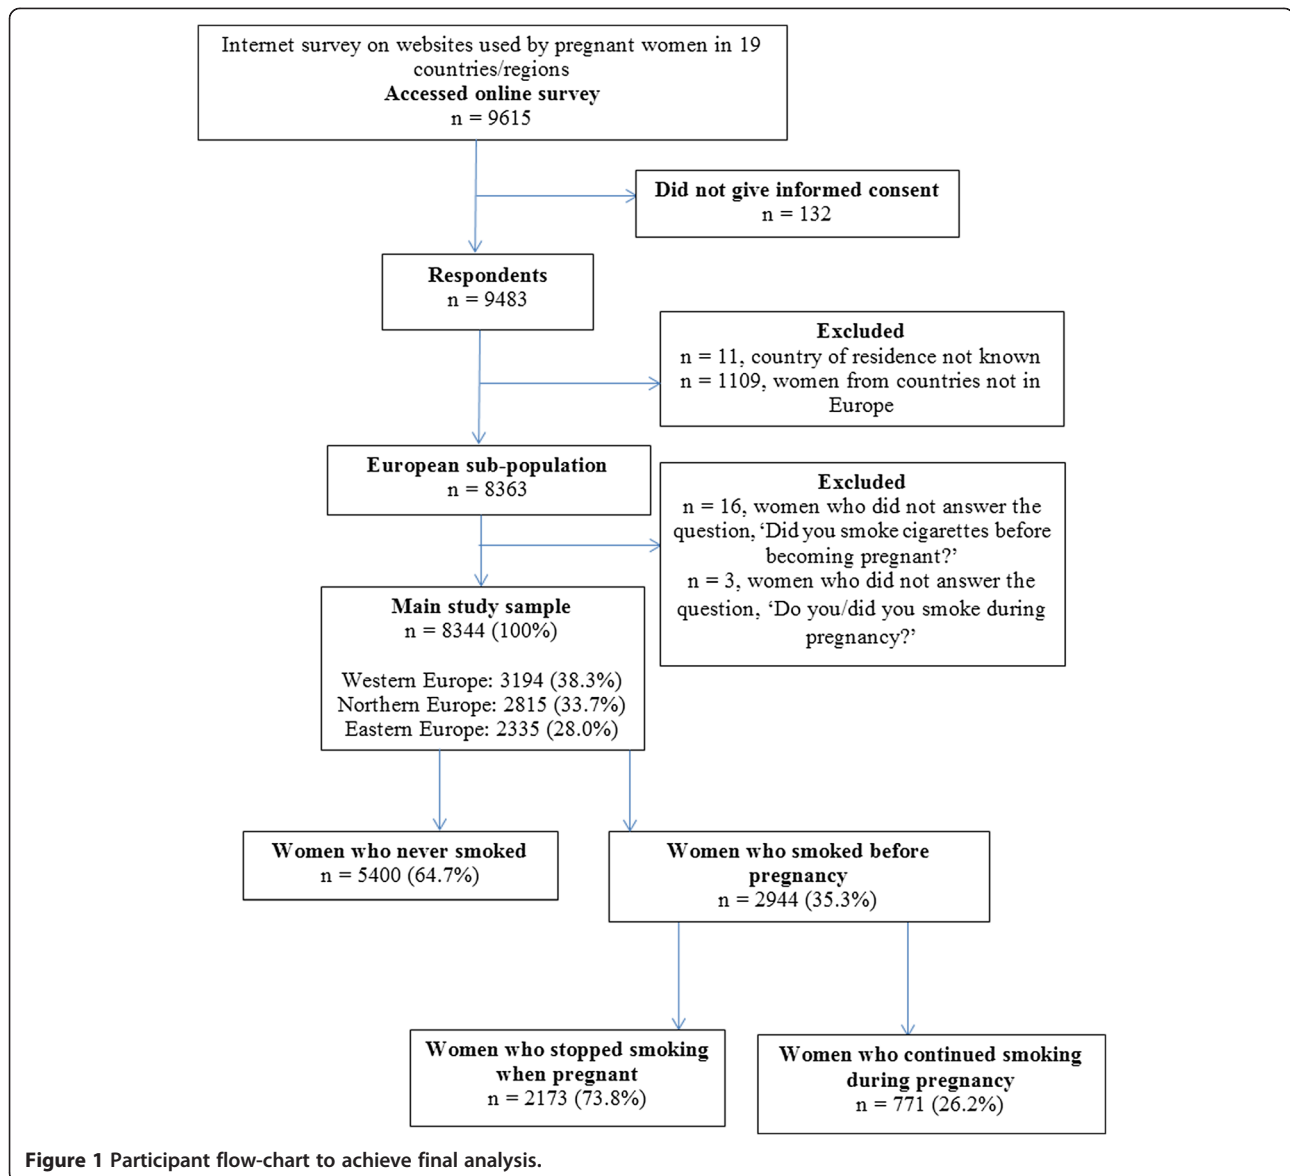 Internet survey on websites used by pregnant women in 19
countries/regions
Accessed online survey
n = 9615
Did not give informed consent
n = 132
Respondents
n = 9483
Excluded
n = 11, country of residence not known
n = 1109, women from countries not in
Europe
European sub-population
n = 8363
Excluded
n = 16, women who did not answer the
question, ‘Did you smoke cigarettes before
becoming pregnant?’
n = 3, women who did not answer the
question, ‘Do you/did you smoke during
pregnancy?’
Main study sample
n = 8344 (100%)
Western Europe: 3194 (38.3%)
Northern Europe: 2815 (33.7%)
Eastern Europe: 2335 (28.0%)
Women who never smoked
n = 5400 (64.7%)
Women who smoked before
pregnancy
n = 2944 (35.3%)
Women who stopped smoking
when pregnant
n = 2173 (73.8%)
Women who continued smoking
during pregnancy
n = 771 (26.2%)
Figure 1 Participant flow-chart to achieve final analysis.